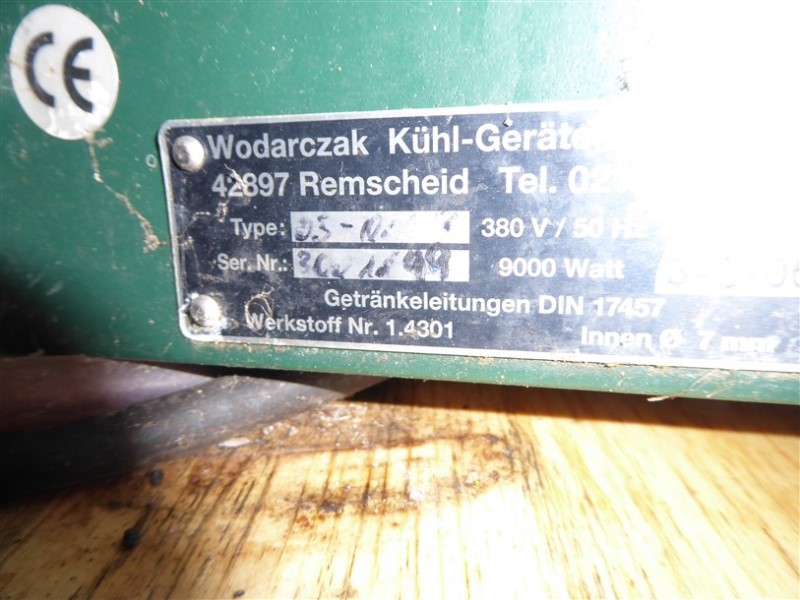 CE
Wodarczak Kühl-Geräte
42897 Remscheid Tel.
Type: 380 V / 50 Hz
Ser. Nr.: 9000 Watt
Getränkeleitungen DIN 17457
Werkstoff Nr. 1.4301 Innen Ø 7 mm